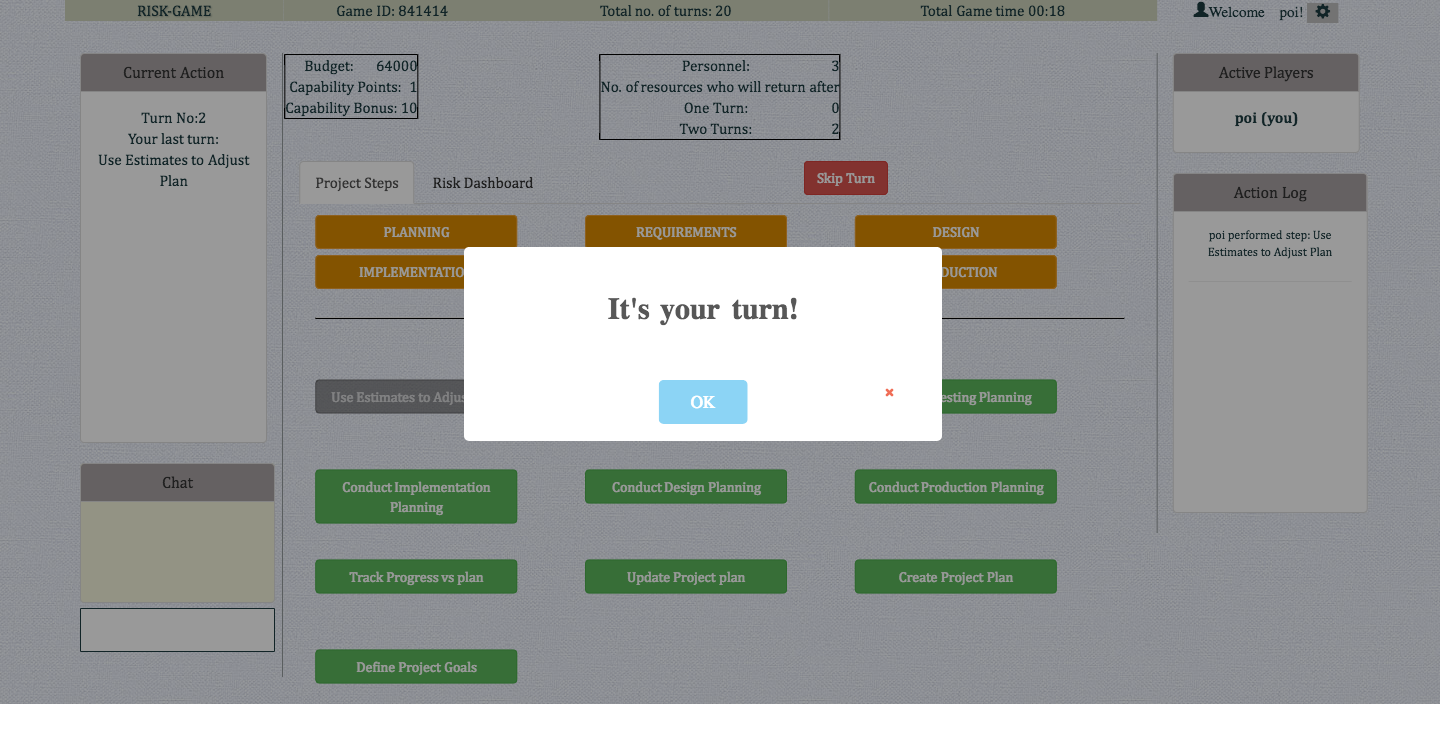 RISK-GAME Game ID: 841414 Total no. of turns: 20 Total Game time 00:18 Welcome poi!
Current Action
Turn No:2
Your last turn:
Use Estimates to Adjust
Plan
Chat
Budget: 64000
Capability Points: 1
Capability Bonus: 10
Personnel: 3
No. of resources who will return after
One Turn: 0
Two Turns: 2
Project Steps Risk Dashboard Skip Turn
PLANNING REQUIREMENTS DESIGN
IMPLEMENTATIO DUCTION
It's your turn!
OK
Use Estimates to Adjus esting Planning
Conduct Implementation
Planning
Conduct Design Planning Conduct Production Planning
Track Progress vs plan Update Project plan Create Project Plan
Define Project Goals
Active Players
poi (you)
Action Log
poi performed step: Use
Estimates to Adjust Plan